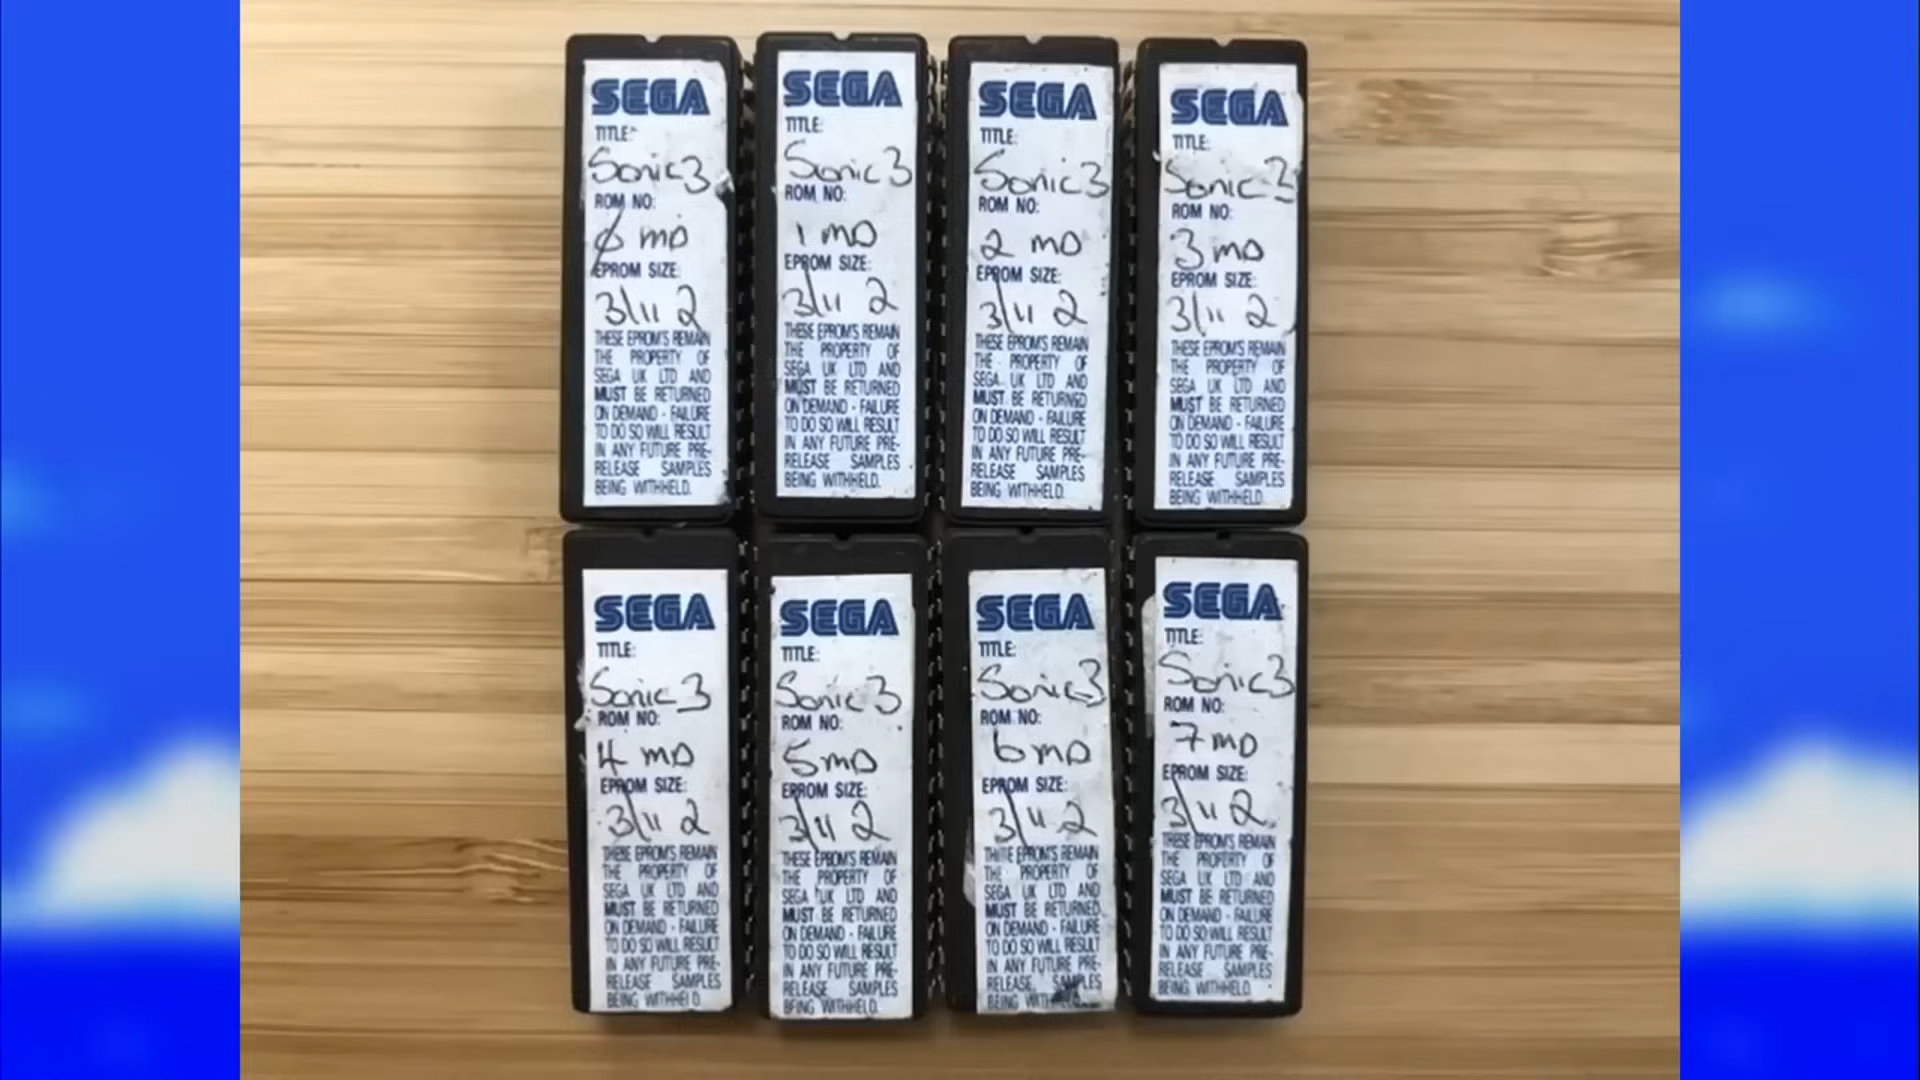 SEGA
TITLE:
Sonic 3
ROM NO:
0 MD
EPROM SIZE:
3/11 2
THESE EPROM'S REMAIN
THE PROPERTY OF
SEGA UK LTD AND
MUST BE RETURNED
ON DEMAND - FAILURE
TO DO SO WILL RESULT
IN ANY FUTURE PRE-
RELEASE SAMPLES
BEING WITHHELD.
SEGA
TITLE:
Sonic 3
ROM NO:
1 MD
EPROM SIZE:
3/11 2
THESE EPROM'S REMAIN
THE PROPERTY OF
SEGA UK LTD AND
MUST BE RETURNED
ON DEMAND - FAILURE
TO DO SO WILL RESULT
IN ANY FUTURE PRE-
RELEASE SAMPLES
BEING WITHHELD.
SEGA
TITLE:
Sonic 3
ROM NO:
2 MD
EPROM SIZE:
3/11 2
THESE EPROM'S REMAIN
THE PROPERTY OF
SEGA UK LTD AND
MUST BE RETURNED
ON DEMAND - FAILURE
TO DO SO WILL RESULT
IN ANY FUTURE PRE-
RELEASE SAMPLES
BEING WITHHELD.
SEGA
TITLE:
Sonic 3
ROM NO:
3 MD
EPROM SIZE:
3/11 2
THESE EPROM'S REMAIN
THE PROPERTY OF
SEGA UK LTD AND
MUST BE RETURNED
ON DEMAND - FAILURE
TO DO SO WILL RESULT
IN ANY FUTURE PRE-
RELEASE SAMPLES
BEING WITHHELD.
SEGA
TITLE:
Sonic 3
ROM NO:
4 MD
EPROM SIZE:
3/11 2
THESE EPROM'S REMAIN
THE PROPERTY OF
SEGA UK LTD AND
MUST BE RETURNED
ON DEMAND - FAILURE
TO DO SO WILL RESULT
IN ANY FUTURE PRE-
RELEASE SAMPLES
BEING WITHHELD.
SEGA
TITLE:
Sonic 3
ROM NO:
5 MD
EPROM SIZE:
3/11 2
THESE EPROM'S REMAIN
THE PROPERTY OF
SEGA UK LTD AND
MUST BE RETURNED
ON DEMAND - FAILURE
TO DO SO WILL RESULT
IN ANY FUTURE PRE-
RELEASE SAMPLES
BEING WITHHELD.
SEGA
TITLE:
Sonic 3
ROM NO:
6 MD
EPROM SIZE:
3/11 2
THESE EPROM'S REMAIN
THE PROPERTY OF
SEGA UK LTD AND
MUST BE RETURNED
ON DEMAND - FAILURE
TO DO SO WILL RESULT
IN ANY FUTURE PRE-
RELEASE SAMPLES
BEING WITHHELD.
SEGA
TITLE:
Sonic 3
ROM NO:
7 MD
EPROM SIZE:
3/11 2
THESE EPROM'S REMAIN
THE PROPERTY OF
SEGA UK LTD AND
MUST BE RETURNED
ON DEMAND - FAILURE
TO DO SO WILL RESULT
IN ANY FUTURE PRE-
RELEASE SAMPLES
BEING WITHHELD.